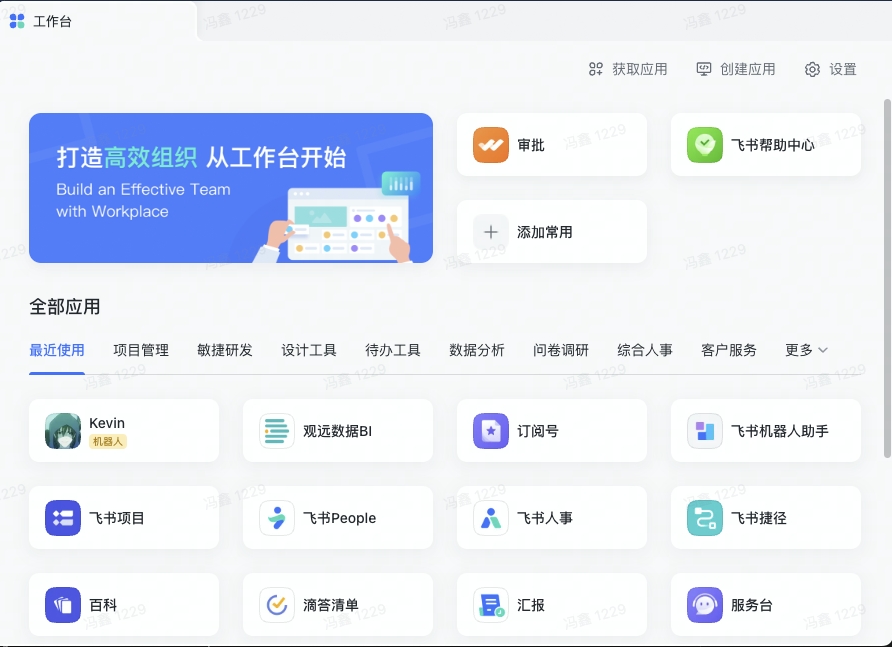 工作台
获取应用
创建应用
设置
打造高效组织 从工作台开始
Build an Effective Team
with Workplace
审批
飞书帮助中心
添加常用
全部应用
最近使用
项目管理
敏捷研发
设计工具
待办工具
数据分析
问卷调研
综合人事
客户服务
更多
Kevin
机器人
观远数据BI
订阅号
飞书机器人助手
飞书项目
飞书People
飞书人事
飞书捷径
百科
滴答清单
汇报
服务台
冯鑫 1229